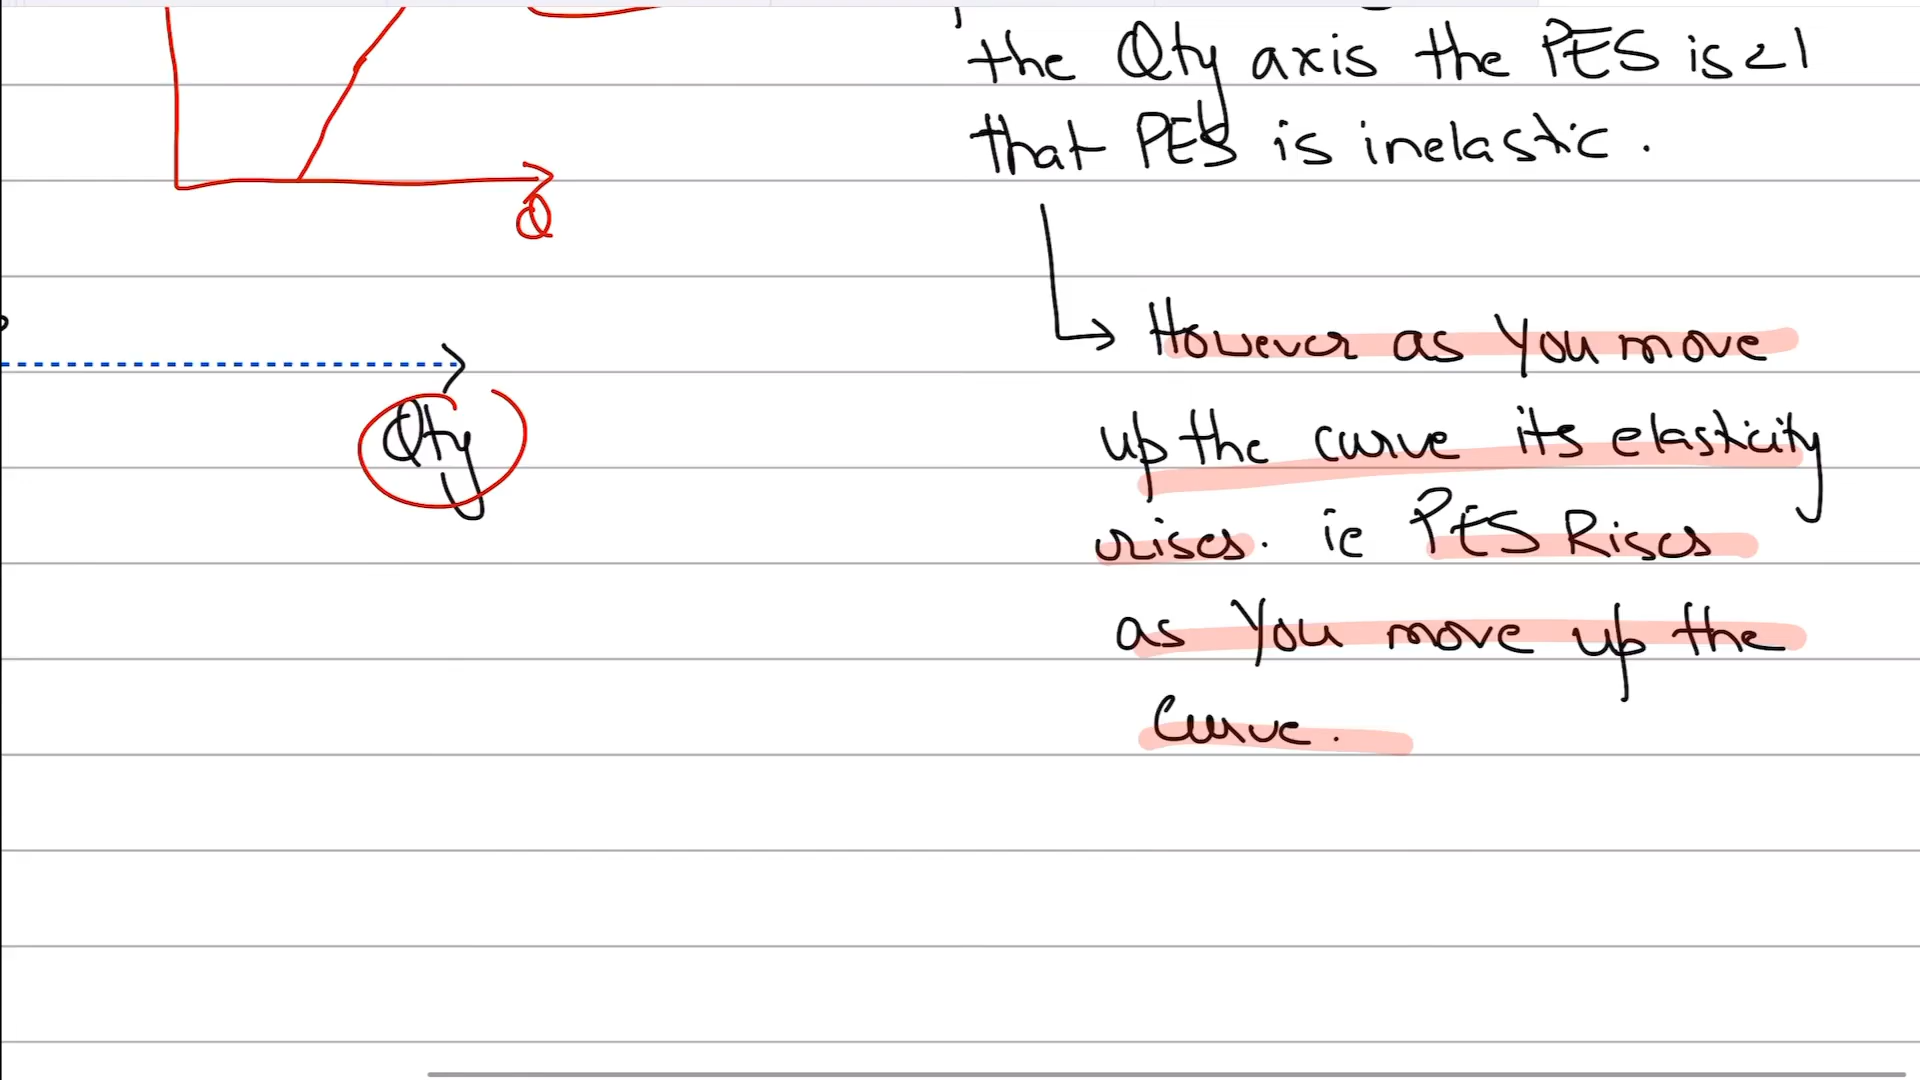 the Qty axis the PES is <1
that PES is inelastic.
Q
→ However as You move
Qty
up the curve its elasticity
rises. ie PES Rises
as You move up the
Curve.